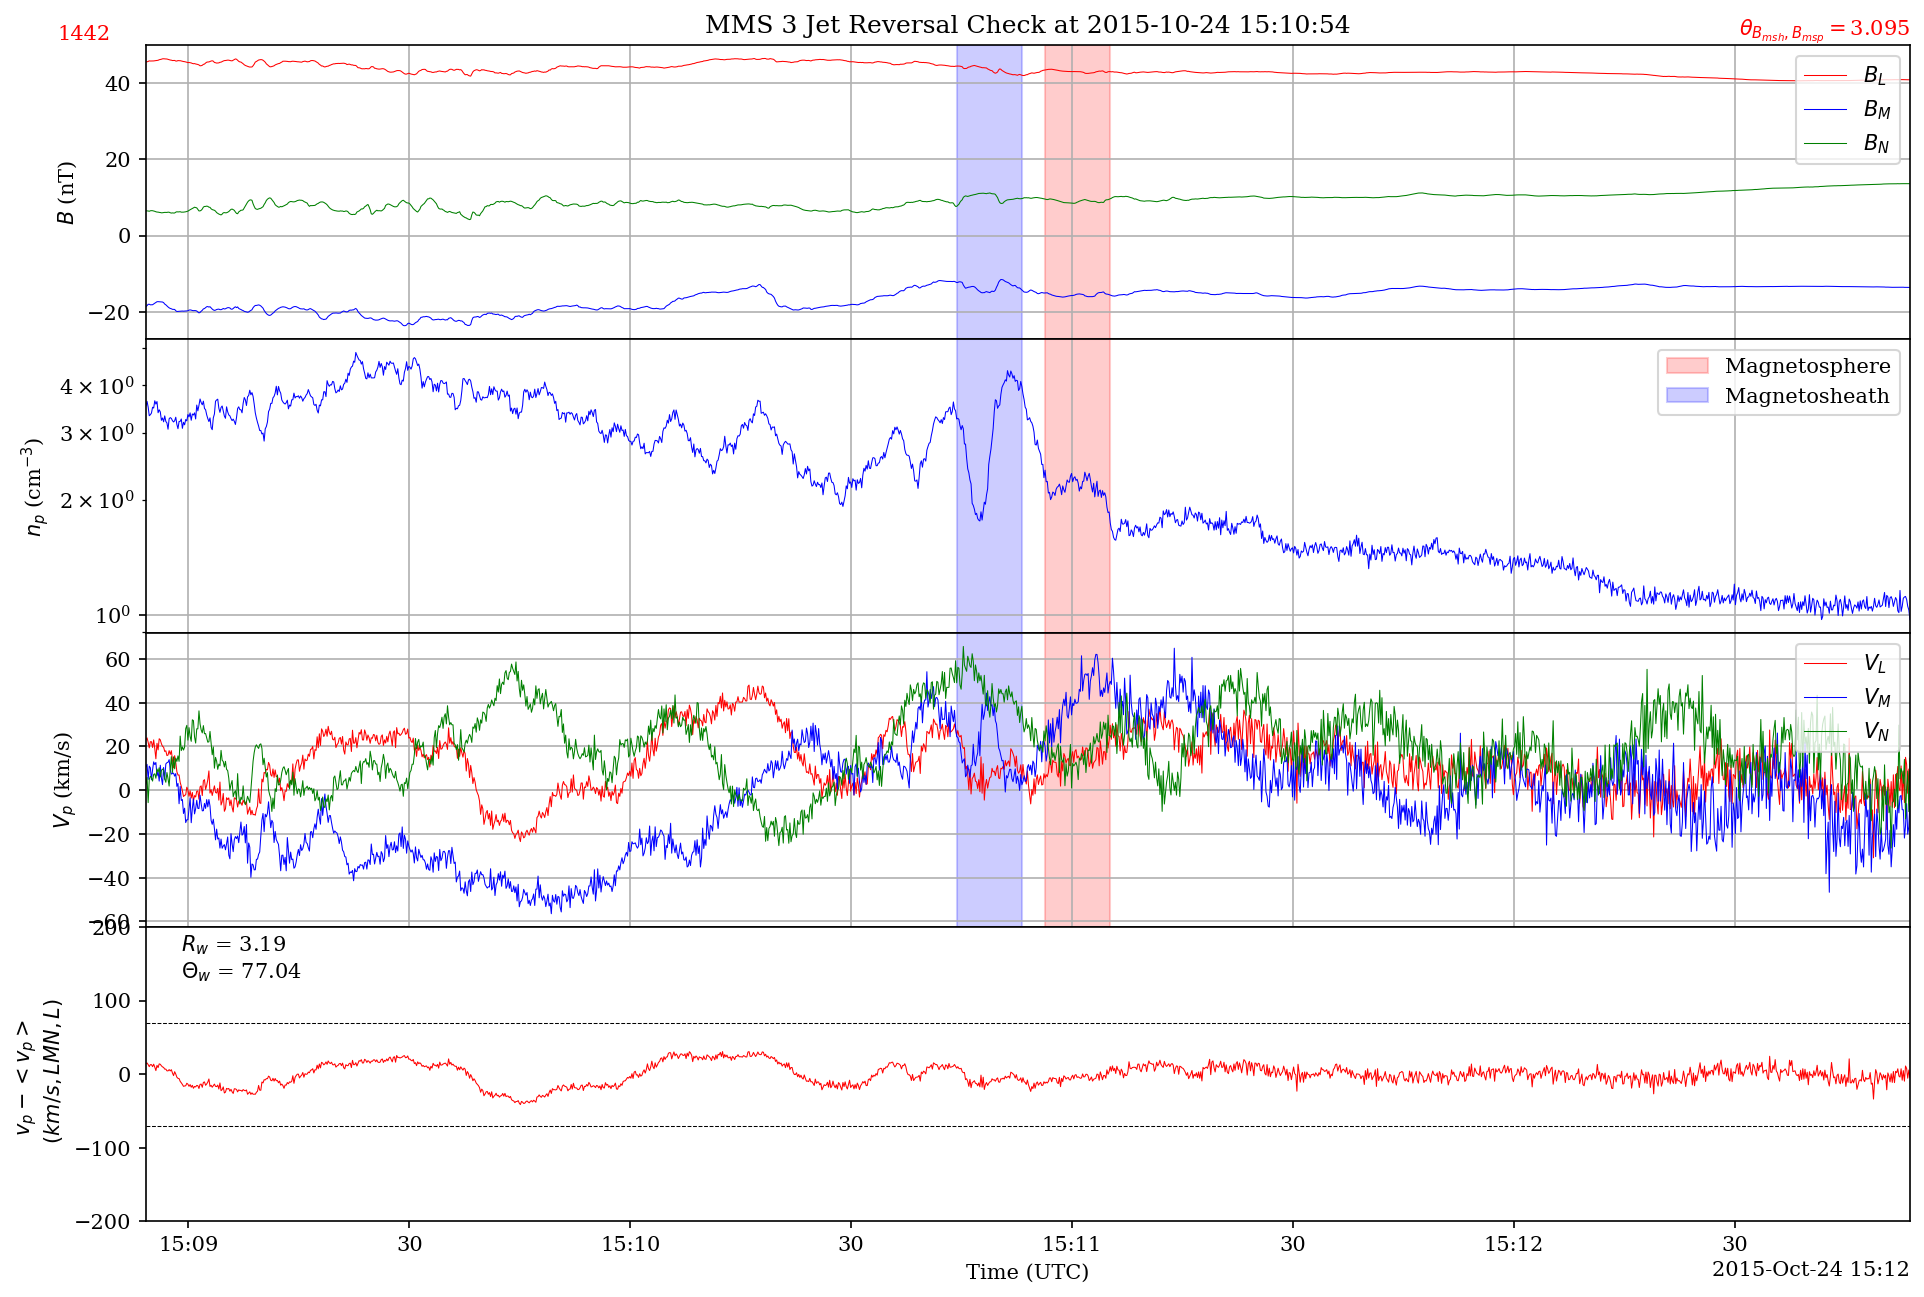 1442
MMS 3 Jet Reversal Check at 2015-10-24 15:10:54
θ_{B_{msh}, B_{msp}} = 3.095
B (nT)
40
20
0
−20
B_L
B_M
B_N
n_p (cm^{−3})
4 × 10^0
3 × 10^0
2 × 10^0
10^0
Magnetosphere
Magnetosheath
V_p (km/s)
60
40
20
0
−20
−40
−60
V_L
V_M
V_N
v_p − < v_p >
(km/s, LMN, L)
200
100
0
−100
−200
R_w = 3.19
Θ_w = 77.04
15:09
30
15:10
30
15:11
30
15:12
30
Time (UTC)
2015-Oct-24 15:12